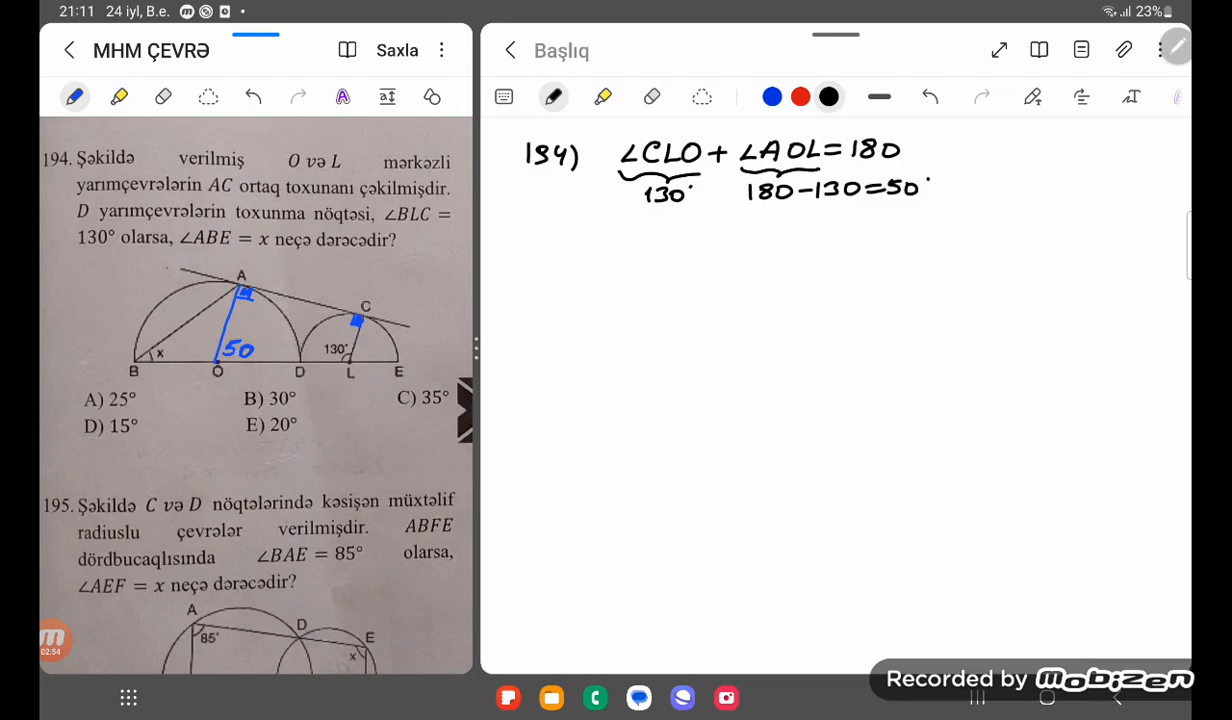 21:11 24 iyl, B.e. 23%
MHM ÇEVRƏ Saxla
Başlıq
194. Şəkildə verilmiş O və L mərkəzli
yarımçevrələrin AC ortaq toxunanı çəkilmişdir.
D yarımçevrələrin toxunma nöqtəsi, ∠BLC =
130° olarsa, ∠ABE = x neçə dərəcədir?
A
C
x
50
130°
B O D L E
A) 25° B) 30° C) 35°
D) 15° E) 20°
195. Şəkildə C və D nöqtələrində kəsişən müxtəlif
radiuslu çevrələr verilmişdir. ABFE
dördbucaqlısında ∠BAE = 85° olarsa,
∠AEF = x neçə dərəcədir?
A
D
E
85°
x
194) ∠CLO + ∠AOL = 180
130° 180-130=50°
02:54
Recorded by mobizen